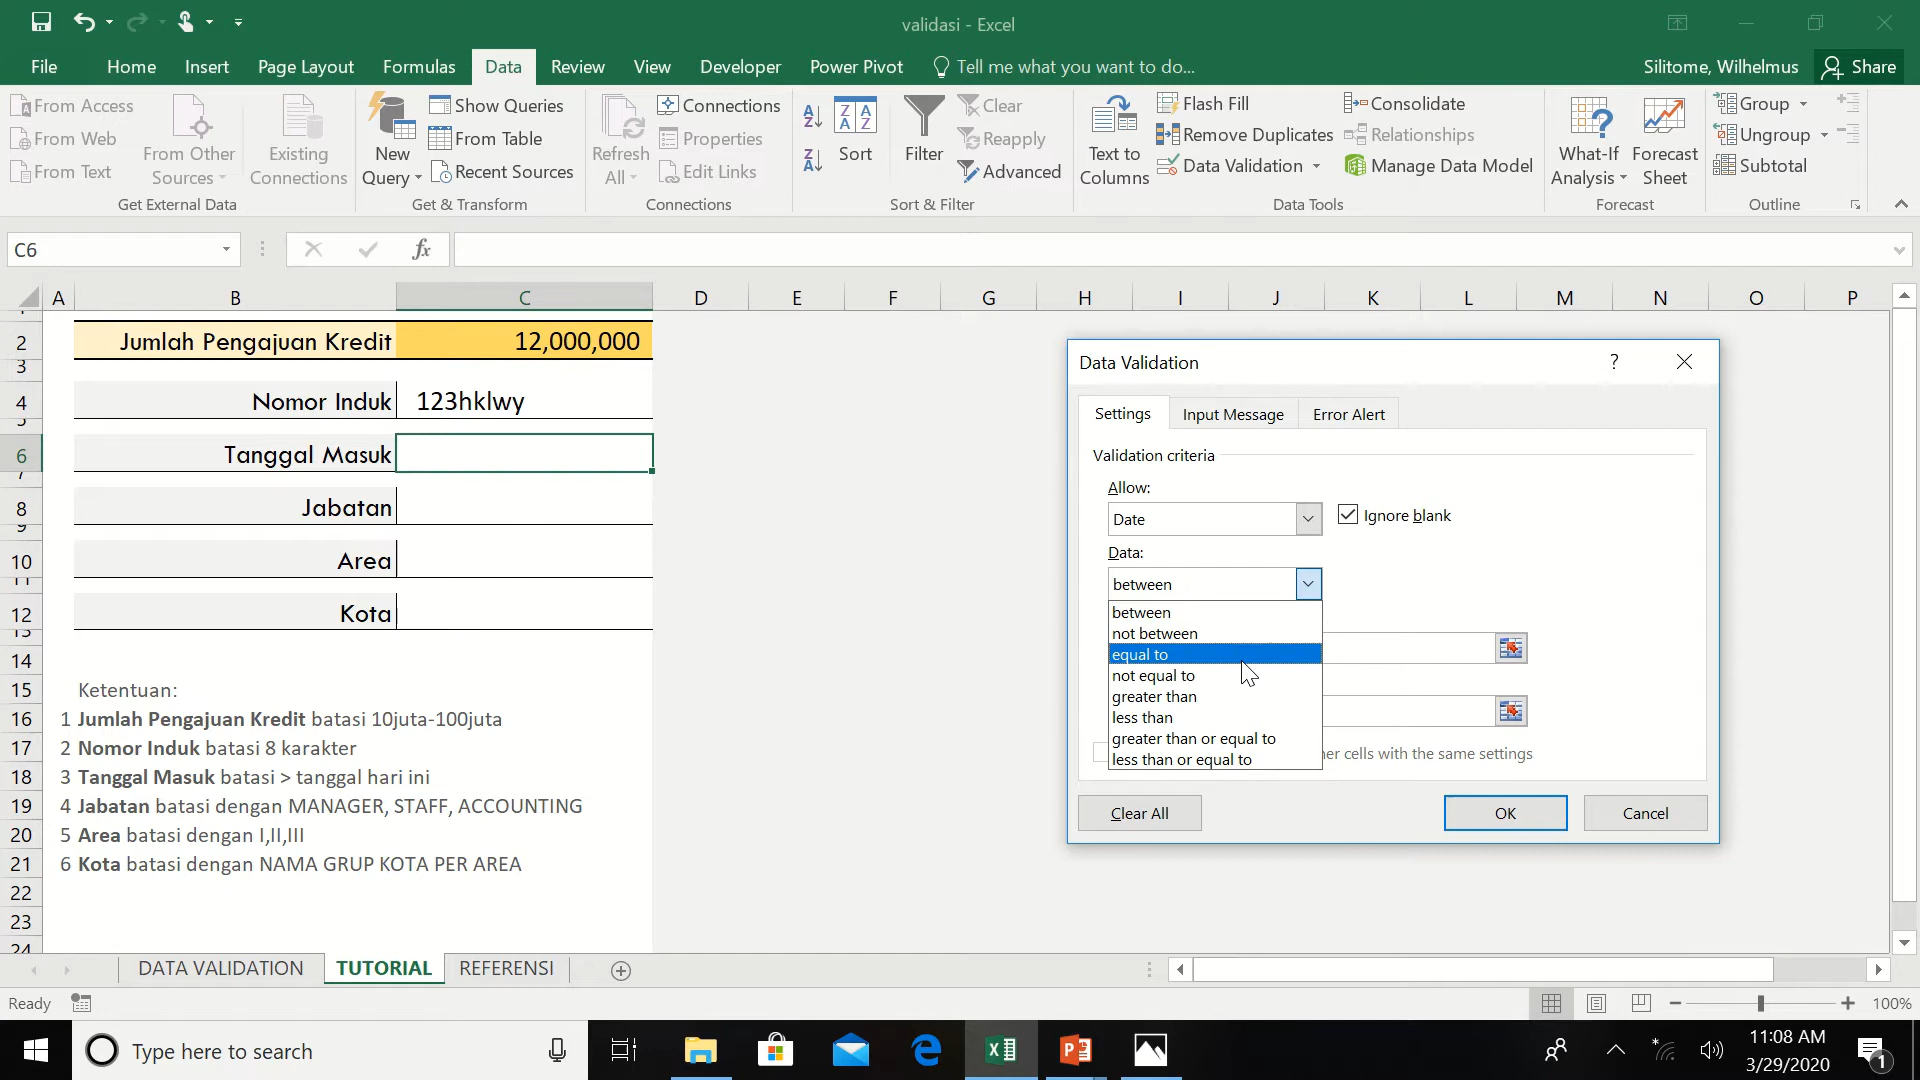 validasi - Excel
File Home Insert Page Layout Formulas Data Review View Developer Power Pivot Tell me what you want to do... Silitome, Wilhelmus Share
From Access
From Web
From Text
From Other
Sources
Existing
Connections
Get External Data
New
Query
Show Queries
From Table
Recent Sources
Get & Transform
Refresh
All
Connections
Properties
Edit Links
Connections
Sort
Filter
Clear
Reapply
Advanced
Sort & Filter
Text to
Columns
Flash Fill
Remove Duplicates
Data Validation
Consolidate
Relationships
Manage Data Model
Data Tools
What-If
Analysis
Forecast
Sheet
Forecast
Group
Ungroup
Subtotal
Outline
C6
fx
A B C D E F G H I J K L M N O P
2 Jumlah Pengajuan Kredit 12,000,000
3
4 Nomor Induk 123hklwy
6 Tanggal Masuk
8 Jabatan
9
10 Area
11
12 Kota
13
14
15 Ketentuan:
16 1 Jumlah Pengajuan Kredit batasi 10juta-100juta
17 2 Nomor Induk batasi 8 karakter
18 3 Tanggal Masuk batasi > tanggal hari ini
19 4 Jabatan batasi dengan MANAGER, STAFF, ACCOUNTING
20 5 Area batasi dengan I,II,III
21 6 Kota batasi dengan NAMA GRUP KOTA PER AREA
22
23
24
Data Validation ?
Settings Input Message Error Alert
Validation criteria
Allow:
Date Ignore blank
Data:
between
between
not between
equal to
not equal to
greater than
less than
greater than or equal to
less than or equal to
her cells with the same settings
Clear All OK Cancel
DATA VALIDATION TUTORIAL REFERENSI
Ready 100%
Type here to search
11:08 AM
3/29/2020
1